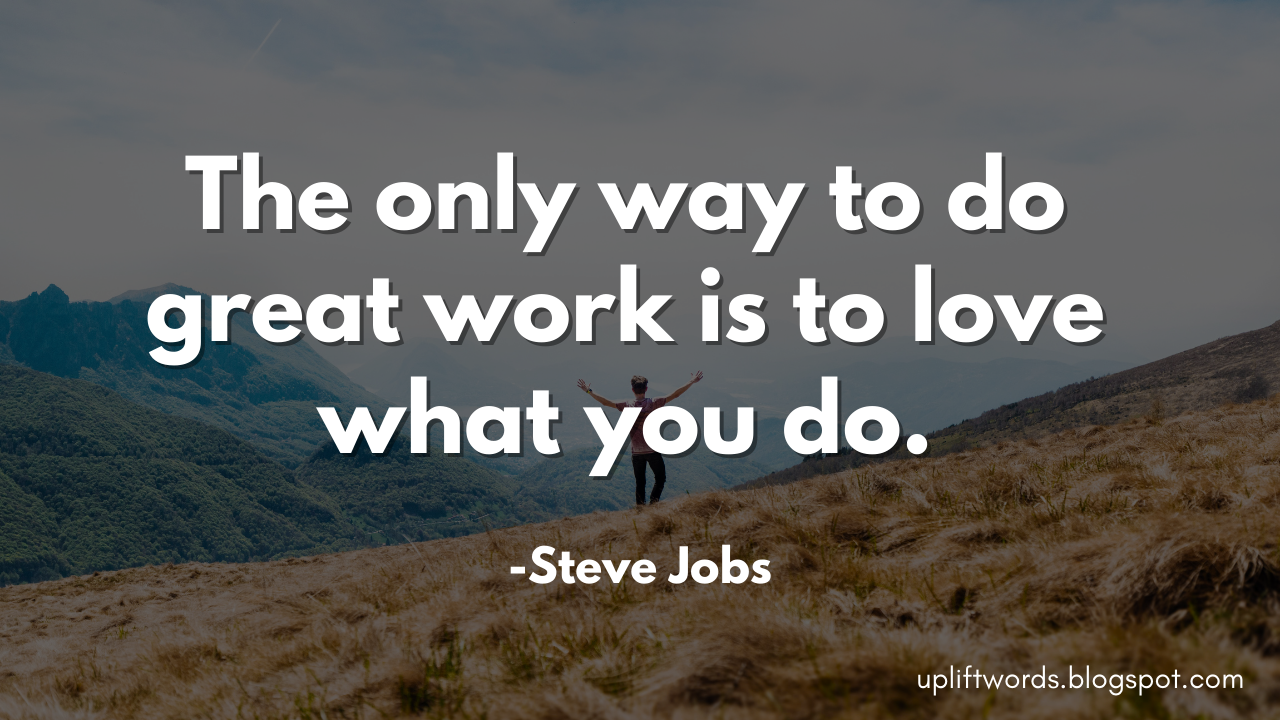 The only way to do
great work is to love
what you do.
-Steve Jobs
upliftwords.blogspot.com